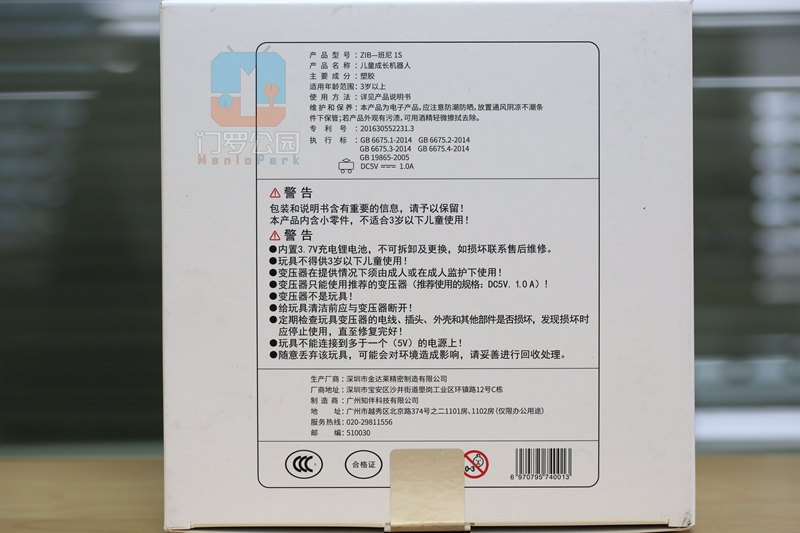 产品型号：ZIB—班尼 1S
产品名称：儿童成长机器人
主要成分：塑胶
适用年龄范围：3岁以上
使用方法：详见产品说明书
维护和保养：本产品为电子产品，应注意防潮防晒，放置通风阴凉不潮条
件下保管；若产品外观有污渍，可用酒精轻微擦拭去除。
专利号：201630552231.3
执行标：GB 6675.1-2014 GB 6675.2-2014
GB 6675.3-2014 GB 6675.4-2014
GB 19865-2005
DC5V 1.0A
门罗公园
ManloPark
警告
包装和说明书含有重要的信息，请予以保留！
本产品内含小零件，不适合3岁以下儿童使用！
警告
●内置3.7V充电锂电池，不可拆卸及更换，如损坏联系售后维修。
●玩具不得供3岁以下儿童使用！
●变压器在提供情况下须由成人或在成人监护下使用！
●变压器只能使用推荐的变压器（推荐使用的规格：DC5V. 1.0A）！
●变压器不是玩具！
●给玩具清洁前应与变压器断开！
●定期检查玩具变压器的电线、插头、外壳和其他部件是否损坏，发现损坏时
应停止使用，直至修复完好！
●玩具不能连接到多于一个（5V）的电源上！
●随意丢弃该玩具，可能会对环境造成影响，请妥善进行回收处理。
生产厂商：深圳市金达莱精密制造有限公司
厂商地址：深圳市宝安区沙井街道塱岗工业区环镇路12号C栋
制造商：广州知伴科技有限公司
地址：广州市越秀区北京路374号之二1101房、1102房（仅限办公用途）
服务热线：020-29811556
邮编：510030
CCC
合格证
0-3
6 970795 740013